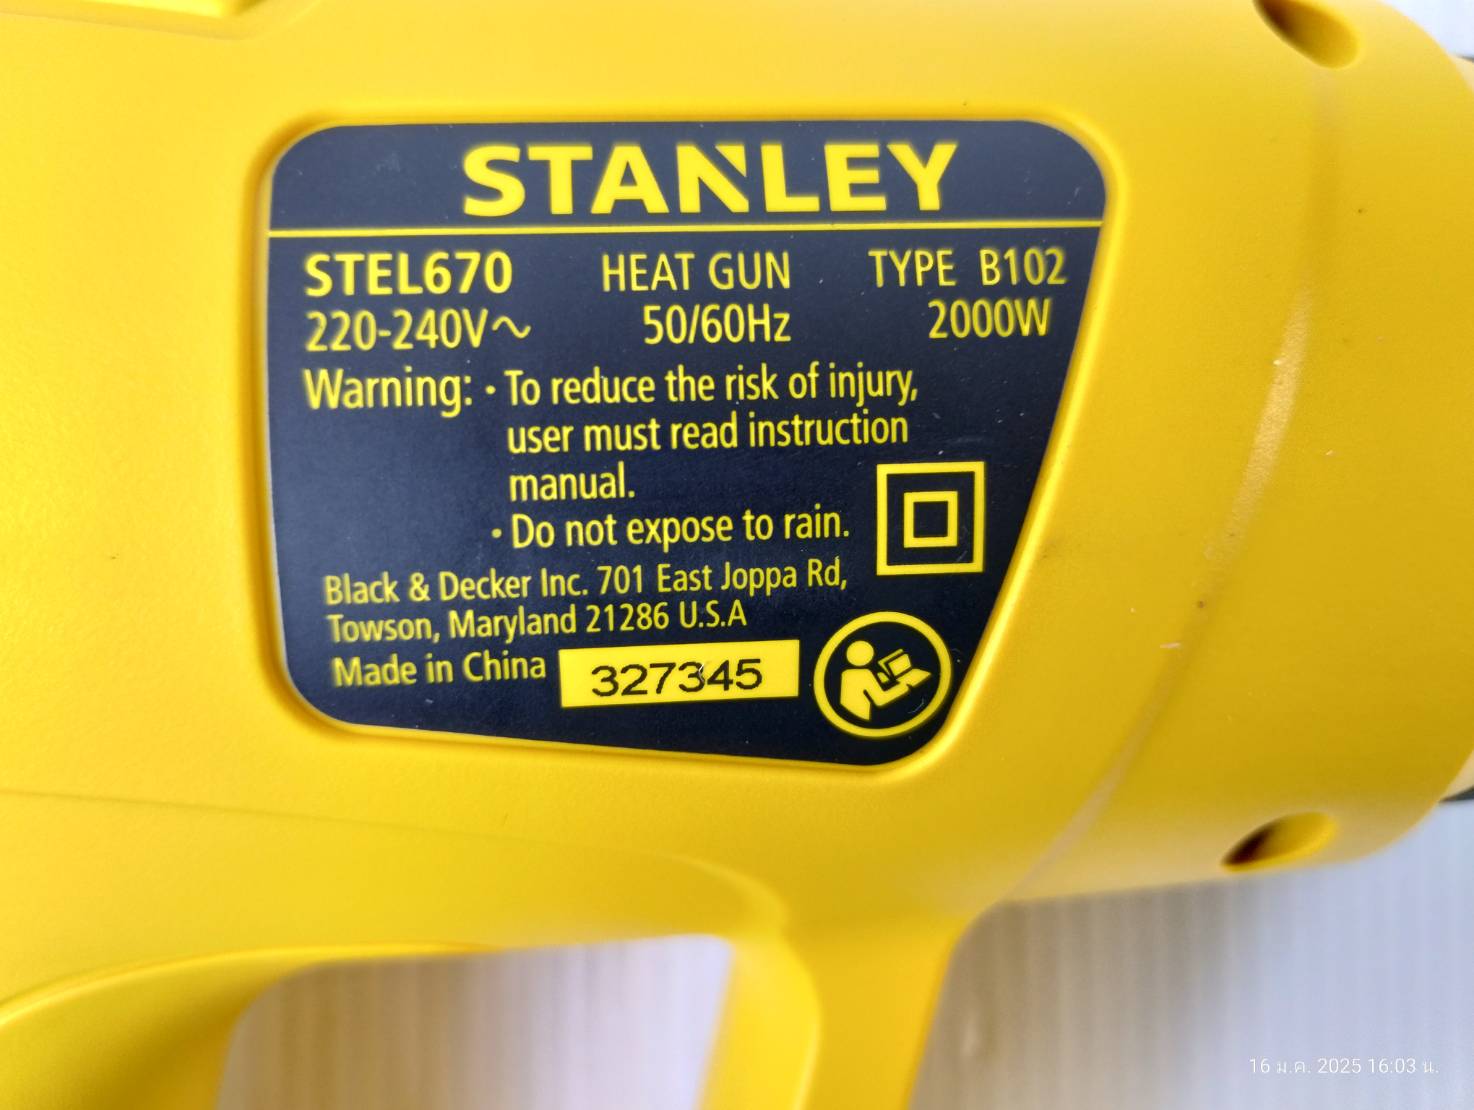 STANLEY
STEL670 HEAT GUN TYPE B102
220-240V~ 50/60Hz 2000W
Warning: · To reduce the risk of injury,
user must read instruction
manual.
· Do not expose to rain.
Black & Decker Inc. 701 East Joppa Rd,
Towson, Maryland 21286 U.S.A
Made in China 327345
16 ม.ค. 2025 16:03 น.